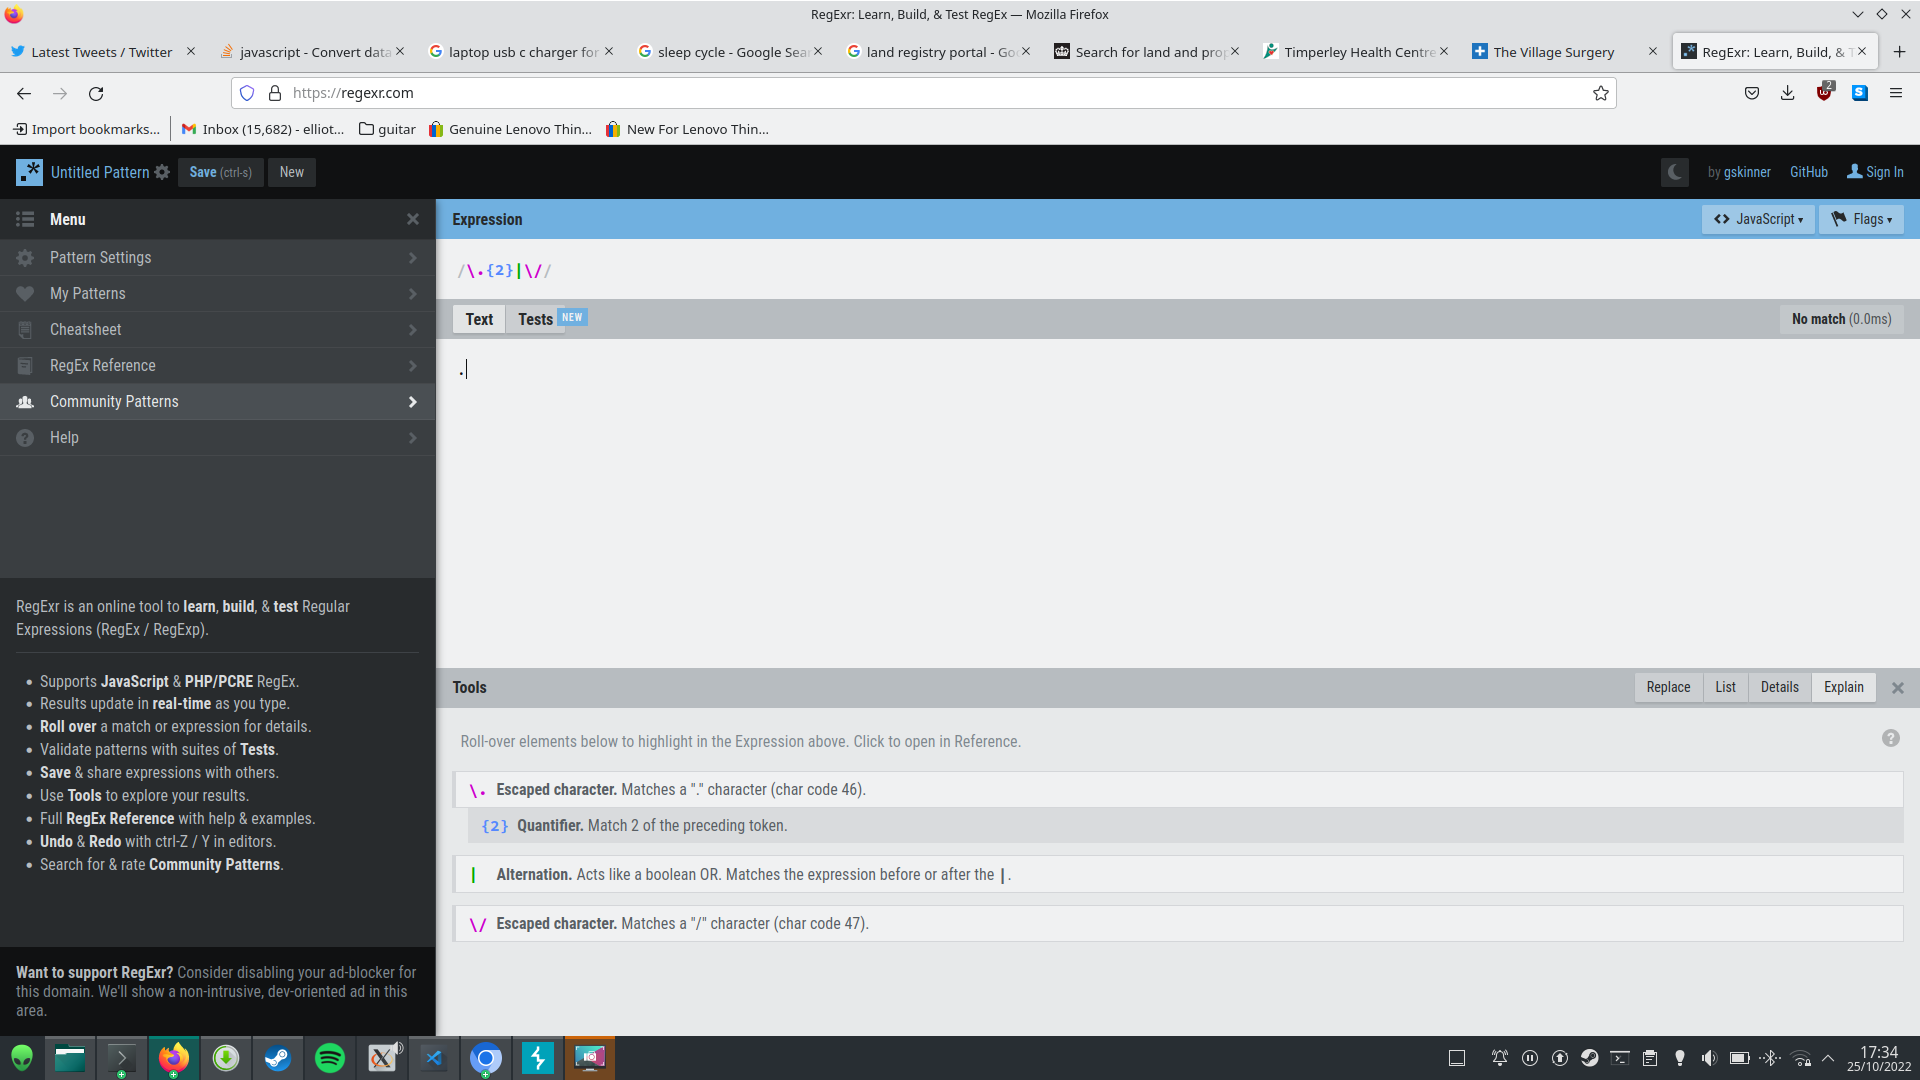 RegExr: Learn, Build, & Test RegEx — Mozilla Firefox
Latest Tweets / Twitter
javascript - Convert data
laptop usb c charger for
sleep cycle - Google Sear
land registry portal - Goo
Search for land and prop
Timperley Health Centre
The Village Surgery
RegExr: Learn, Build, & T
https://regexr.com
2
Import bookmarks...
Inbox (15,682) - elliot...
guitar
Genuine Lenovo Thin...
New For Lenovo Thin...
Untitled Pattern
Save (ctrl-s)
New
by gskinner
GitHub
Sign In
Menu
Expression
JavaScript
Flags
Pattern Settings
/\.{2}|\//
My Patterns
Text
Tests
NEW
No match (0.0ms)
Cheatsheet
RegEx Reference
.
Community Patterns
Help
RegExr is an online tool to learn, build, & test Regular
Expressions (RegEx / RegExp).
• Supports JavaScript & PHP/PCRE RegEx.
• Results update in real-time as you type.
• Roll over a match or expression for details.
• Validate patterns with suites of Tests.
• Save & share expressions with others.
• Use Tools to explore your results.
• Full RegEx Reference with help & examples.
• Undo & Redo with ctrl-Z / Y in editors.
• Search for & rate Community Patterns.
Want to support RegExr? Consider disabling your ad-blocker for
this domain. We'll show a non-intrusive, dev-oriented ad in this
area.
Tools
Replace
List
Details
Explain
Roll-over elements below to highlight in the Expression above. Click to open in Reference.
\. Escaped character. Matches a "." character (char code 46).
{2} Quantifier. Match 2 of the preceding token.
| Alternation. Acts like a boolean OR. Matches the expression before or after the |.
\/ Escaped character. Matches a "/" character (char code 47).
17:34
25/10/2022